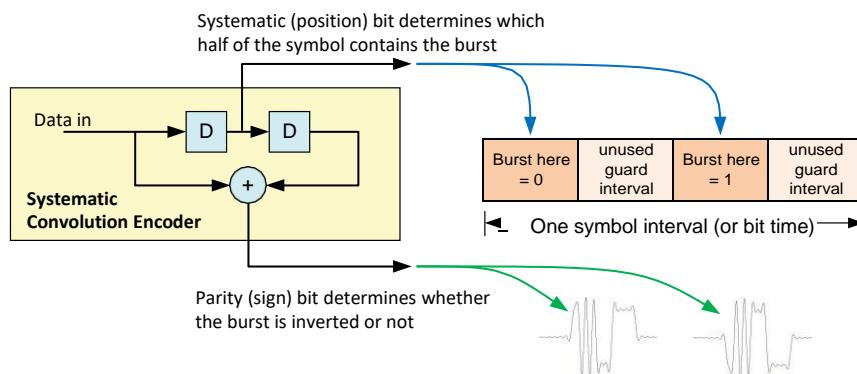 Systematic (position) bit determines which
half of the symbol contains the burst
Data in
D
D
+
Systematic
Convolution Encoder
Burst here
= 0
unused
guard
interval
Burst here
= 1
unused
guard
interval
One symbol interval (or bit time)
Parity (sign) bit determines whether
the burst is inverted or not